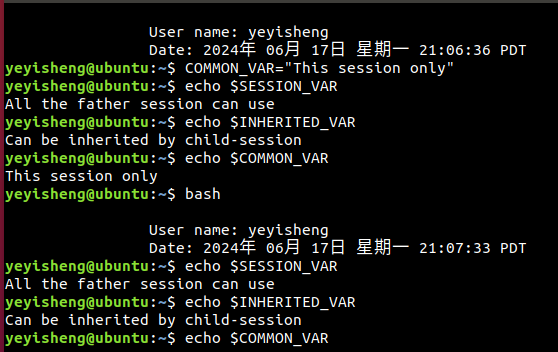 User name: yeyisheng
Date: 2024年 06月 17日 星期一 21:06:36 PDT
yeyisheng@ubuntu:~$ COMMON_VAR="This session only"
yeyisheng@ubuntu:~$ echo $SESSION_VAR
All the father session can use
yeyisheng@ubuntu:~$ echo $INHERITED_VAR
Can be inherited by child-session
yeyisheng@ubuntu:~$ echo $COMMON_VAR
This session only
yeyisheng@ubuntu:~$ bash
User name: yeyisheng
Date: 2024年 06月 17日 星期一 21:07:33 PDT
yeyisheng@ubuntu:~$ echo $SESSION_VAR
All the father session can use
yeyisheng@ubuntu:~$ echo $INHERITED_VAR
Can be inherited by child-session
yeyisheng@ubuntu:~$ echo $COMMON_VAR